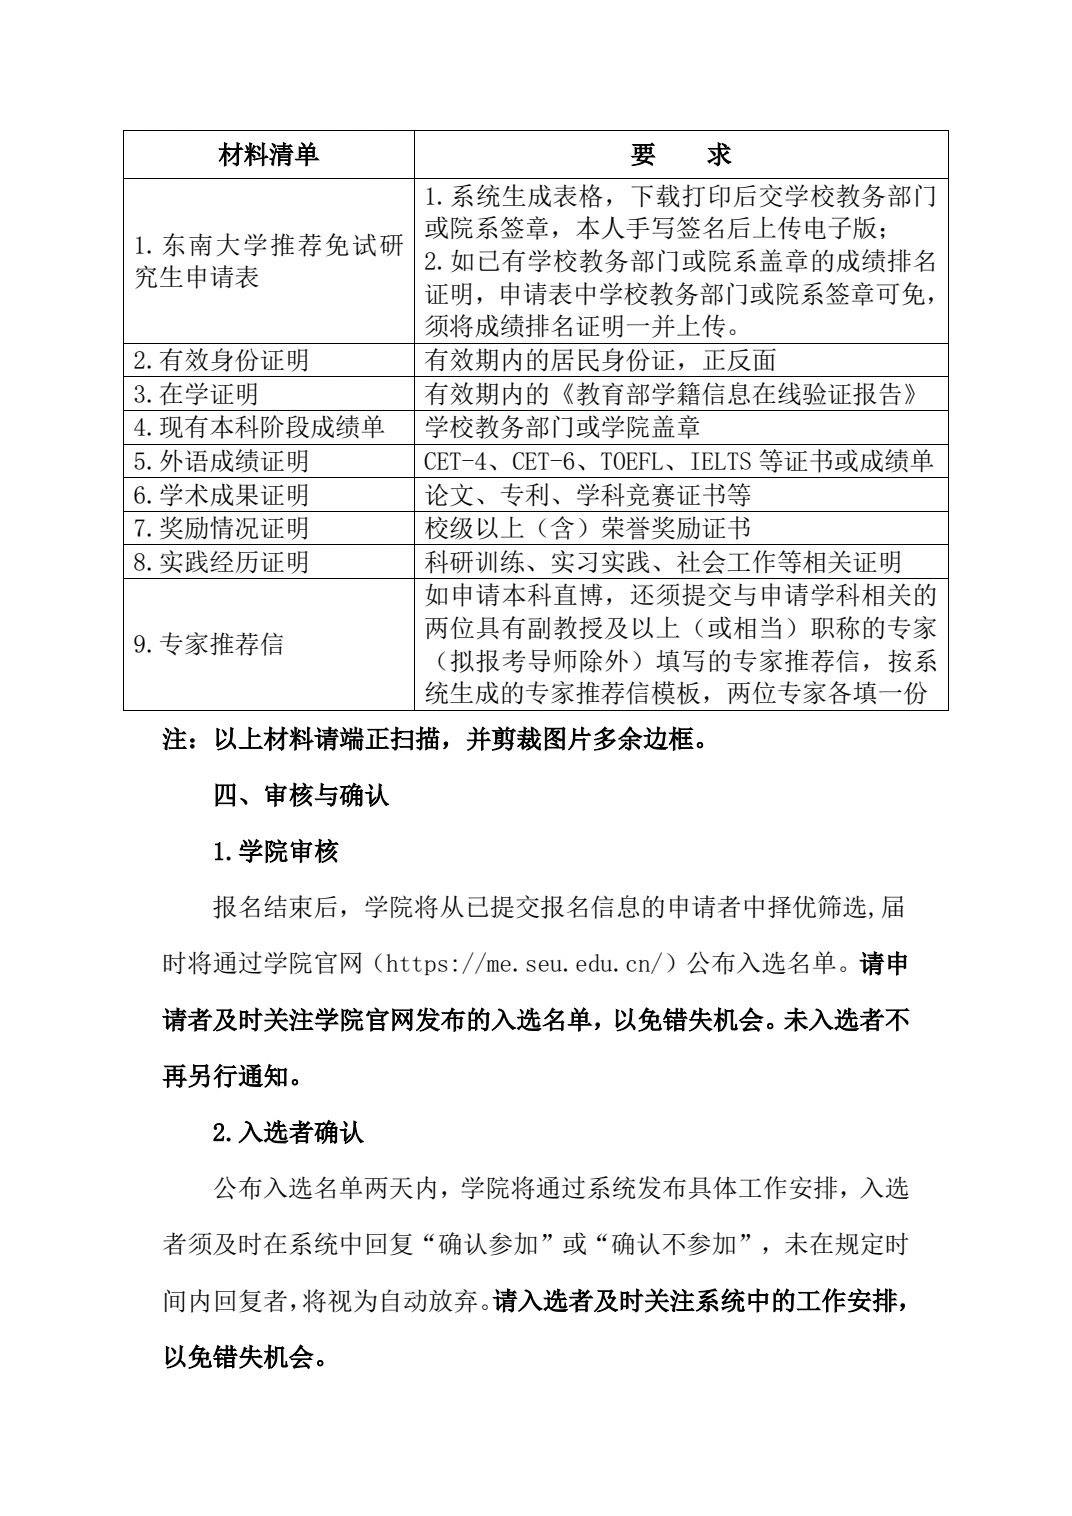 材料清单
要 求
1.东南大学推荐免试研
究生申请表
1.系统生成表格，下载打印后交学校教务部门
或院系签章，本人手写签名后上传电子版；
2.如已有学校教务部门或院系盖章的成绩排名
证明，申请表中学校教务部门或院系签章可免，
须将成绩排名证明一并上传。
2.有效身份证明
有效期内的居民身份证，正反面
3.在学证明
有效期内的《教育部学籍信息在线验证报告》
4.现有本科阶段成绩单
学校教务部门或学院盖章
5.外语成绩证明
CET-4、CET-6、TOEFL、IELTS 等证书或成绩单
6.学术成果证明
论文、专利、学科竞赛证书等
7.奖励情况证明
校级以上（含）荣誉奖励证书
8.实践经历证明
科研训练、实习实践、社会工作等相关证明
9.专家推荐信
如申请本科直博，还须提交与申请学科相关的
两位具有副教授及以上（或相当）职称的专家
（拟报考导师除外）填写的专家推荐信，按系
统生成的专家推荐信模板，两位专家各填一份
注：以上材料请端正扫描，并剪裁图片多余边框。
四、审核与确认
1.学院审核
报名结束后，学院将从已提交报名信息的申请者中择优筛选,届
时将通过学院官网（https://me.seu.edu.cn/）公布入选名单。请申
请者及时关注学院官网发布的入选名单，以免错失机会。未入选者不
再另行通知。
2.入选者确认
公布入选名单两天内，学院将通过系统发布具体工作安排，入选
者须及时在系统中回复“确认参加”或“确认不参加”，未在规定时
间内回复者，将视为自动放弃。请入选者及时关注系统中的工作安排，
以免错失机会。